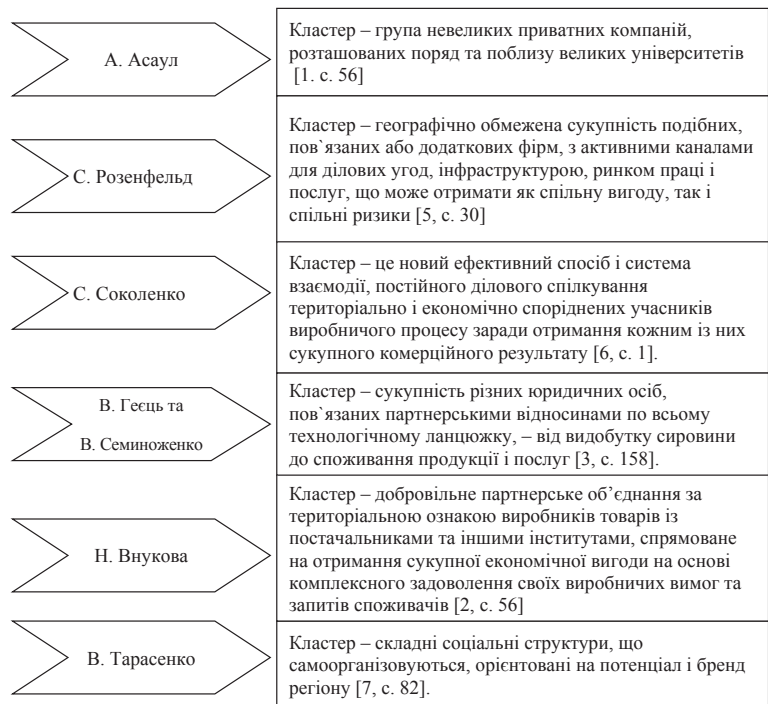 А. Асаул
Кластер – група невеликих приватних компаній,
розташованих поряд та поблизу великих університетів
[1. с. 56]
С. Розенфельд
Кластер – географічно обмежена сукупність подібних,
пов`язаних або додаткових фірм, з активними каналами
для ділових угод, інфраструктурою, ринком праці і
послуг, що може отримати як спільну вигоду, так і
спільні ризики [5, с. 30]
С. Соколенко
Кластер – це новий ефективний спосіб і система
взаємодії, постійного ділового спілкування
територіально і економічно споріднених учасників
виробничого процесу заради отримання кожним із них
сукупного комерційного результату [6, с. 1].
В. Геєць та
В. Семиноженко
Кластер – сукупність різних юридичних осіб,
пов`язаних партнерськими відносинами по всьому
технологічному ланцюжку, – від видобутку сировини
до споживання продукції і послуг [3, с. 158].
Н. Внукова
Кластер – добровільне партнерське об’єднання за
територіальною ознакою виробників товарів із
постачальниками та іншими інститутами, спрямоване
на отримання сукупної економічної вигоди на основі
комплексного задоволення своїх виробничих вимог та
запитів споживачів [2, с. 56]
В. Тарасенко
Кластер – складні соціальні структури, що
самоорганізовуються, орієнтовані на потенціал і бренд
регіону [7, с. 82].